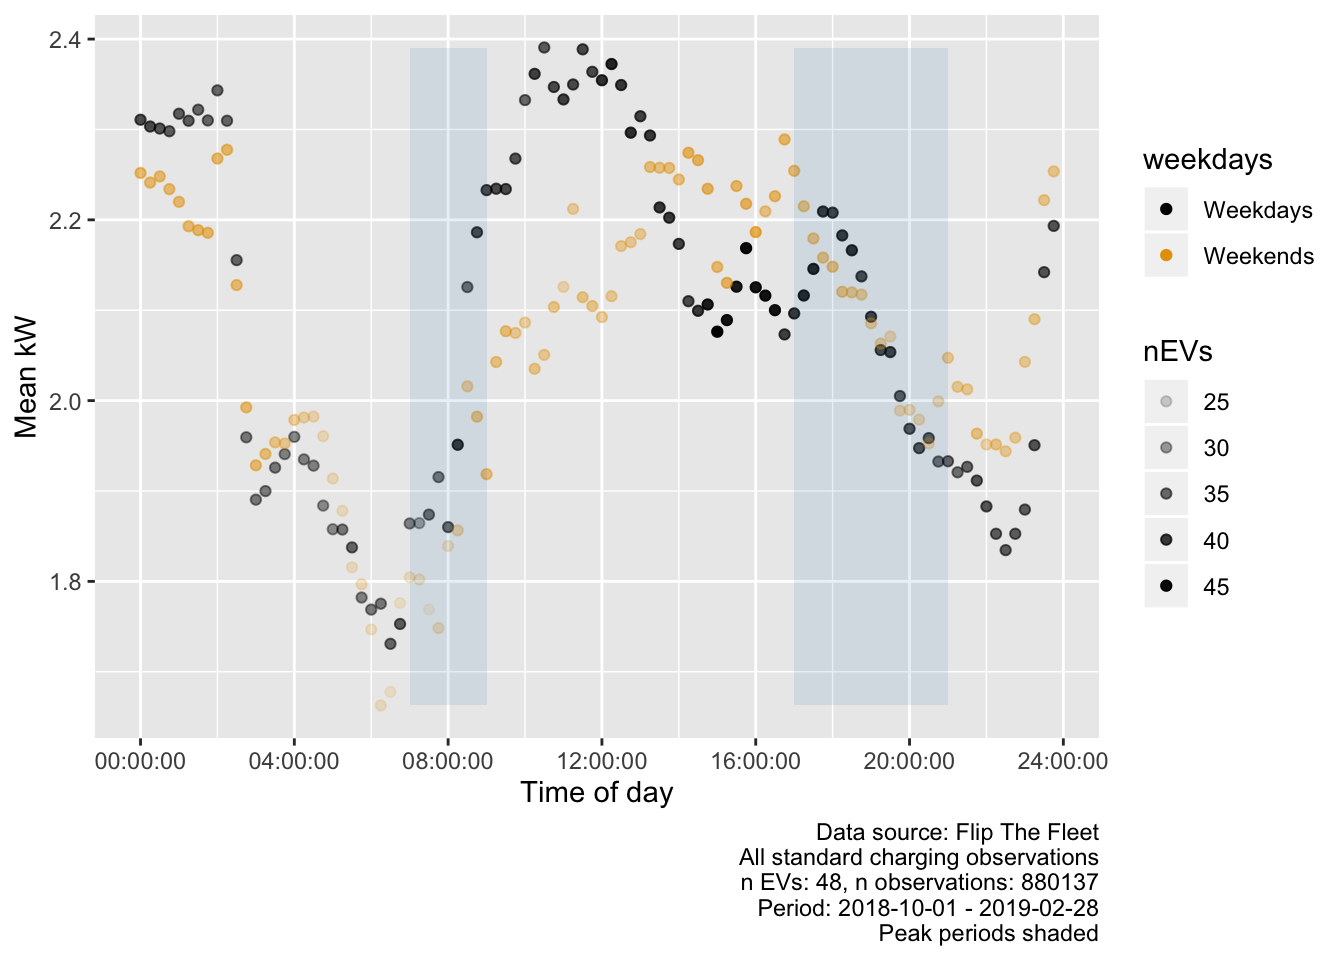 2.4
2.2
2.0
1.8
Mean kW
00:00:00 04:00:00 08:00:00 12:00:00 16:00:00 20:00:00 24:00:00
Time of day
weekdays
Weekdays
Weekends
nEVs
25
30
35
40
45
Data source: Flip The Fleet
All standard charging observations
n EVs: 48, n observations: 880137
Period: 2018-10-01 - 2019-02-28
Peak periods shaded